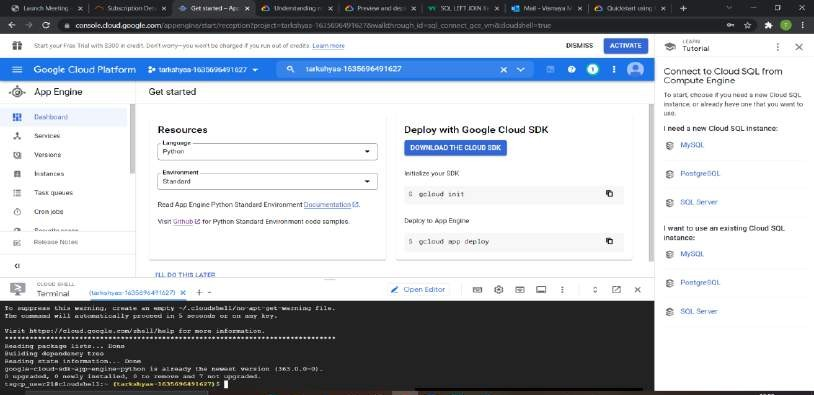 Launch Meeting -
Subscription Deta
Get started – Ap
Understanding n
Preview and dep
SQL LEFT JOIN K
Mail - Vismaya M
Quickstart using
console.cloud.google.com/appengine/start/reception?project=tarkshyas-1635696491627&walkthrough_id=sql_connect_gce_vm&cloudshell=true
Start your Free Trial with $300 in credit. Don't worry—you won't be charged if you run out of credits. Learn more
DISMISS
ACTIVATE
Google Cloud Platform
tarkshyaa-1635696491627
tarkshyaa-1635696491627
App Engine
Dashboard
Services
Versions
Instances
Task queues
Cron jobs
Release Notes
Get started
Resources
Language
Python
Environment
Standard
Read App Engine Python Standard Environment Documentation.
Visit Github for Python Standard Environment code samples.
I'LL DO THIS LATER
Deploy with Google Cloud SDK
DOWNLOAD THE CLOUD SDK
Initialize your SDK
$ gcloud init
Deploy to App Engine
$ gcloud app deploy
LEARN
Tutorial
Connect to Cloud SQL from
Compute Engine
To start, choose if you need a new Cloud SQL
instance, or already have one that you want to
use.
I need a new Cloud SQL instance:
MySQL
PostgreSQL
SQL Server
I want to use an existing Cloud SQL
instance:
MySQL
PostgreSQL
SQL Server
CLOUD SHELL
Terminal
(tarkshyaa-1635696491627)
Open Editor
To suppress this warning, create an empty ~/.cloudshell/no-apt-get-warning file.
The command will automatically proceed in 5 seconds or on any key.
Visit https://cloud.google.com/shell/help for more information.
********************************************************************************
Reading package lists... Done
Building dependency tree
Reading state information... Done
google-cloud-sdk-app-engine-python is already the newest version (363.0.0-0).
0 upgraded, 0 newly installed, 0 to remove and 7 not upgraded.
tsgcp_user21@cloudshell:~ (tarkshyaa-1635696491627)$